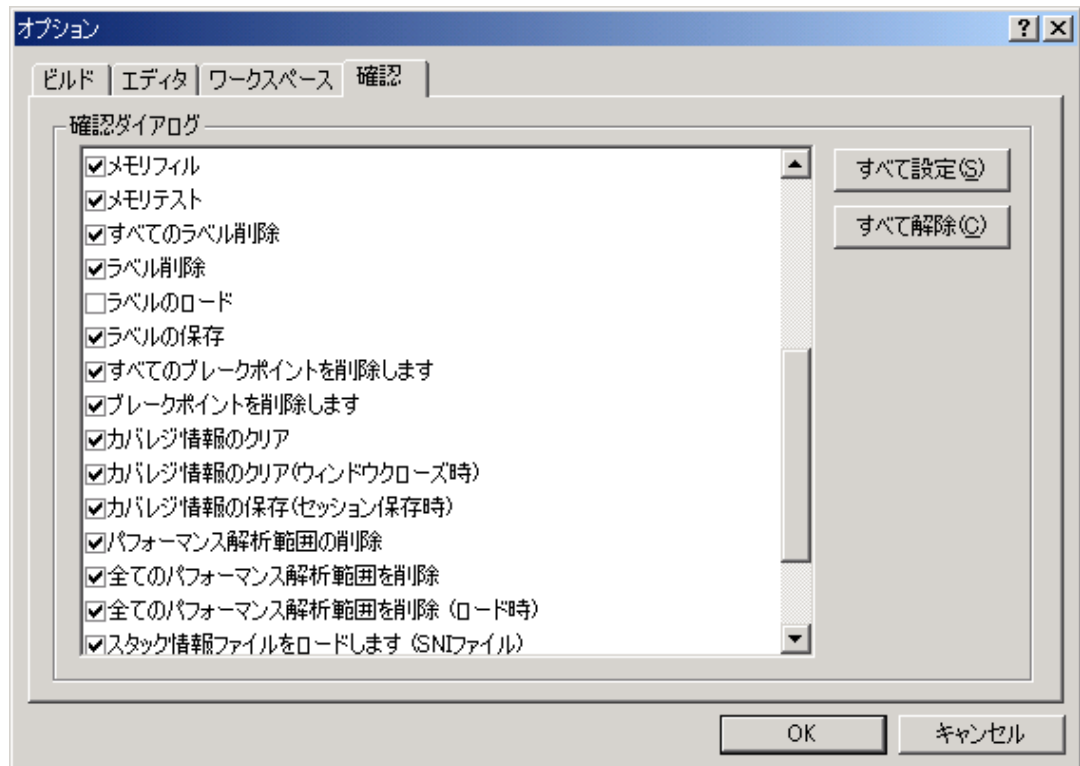 オプション
ビルド エディタ ワークスペース 確認
確認ダイアログ
メモリフィル
メモリテスト
すべてのラベル削除
ラベル削除
ラベルのロード
ラベルの保存
すべてのブレークポイントを削除します
ブレークポイントを削除します
カバレジ情報のクリア
カバレジ情報のクリア(ウィンドウクローズ時)
カバレジ情報の保存(セッション保存時)
パフォーマンス解析範囲の削除
全てのパフォーマンス解析範囲を削除
全てのパフォーマンス解析範囲を削除 (ロード時)
スタック情報ファイルをロードします (SNIファイル)
すべて設定(S)
すべて解除(C)
OK キャンセル